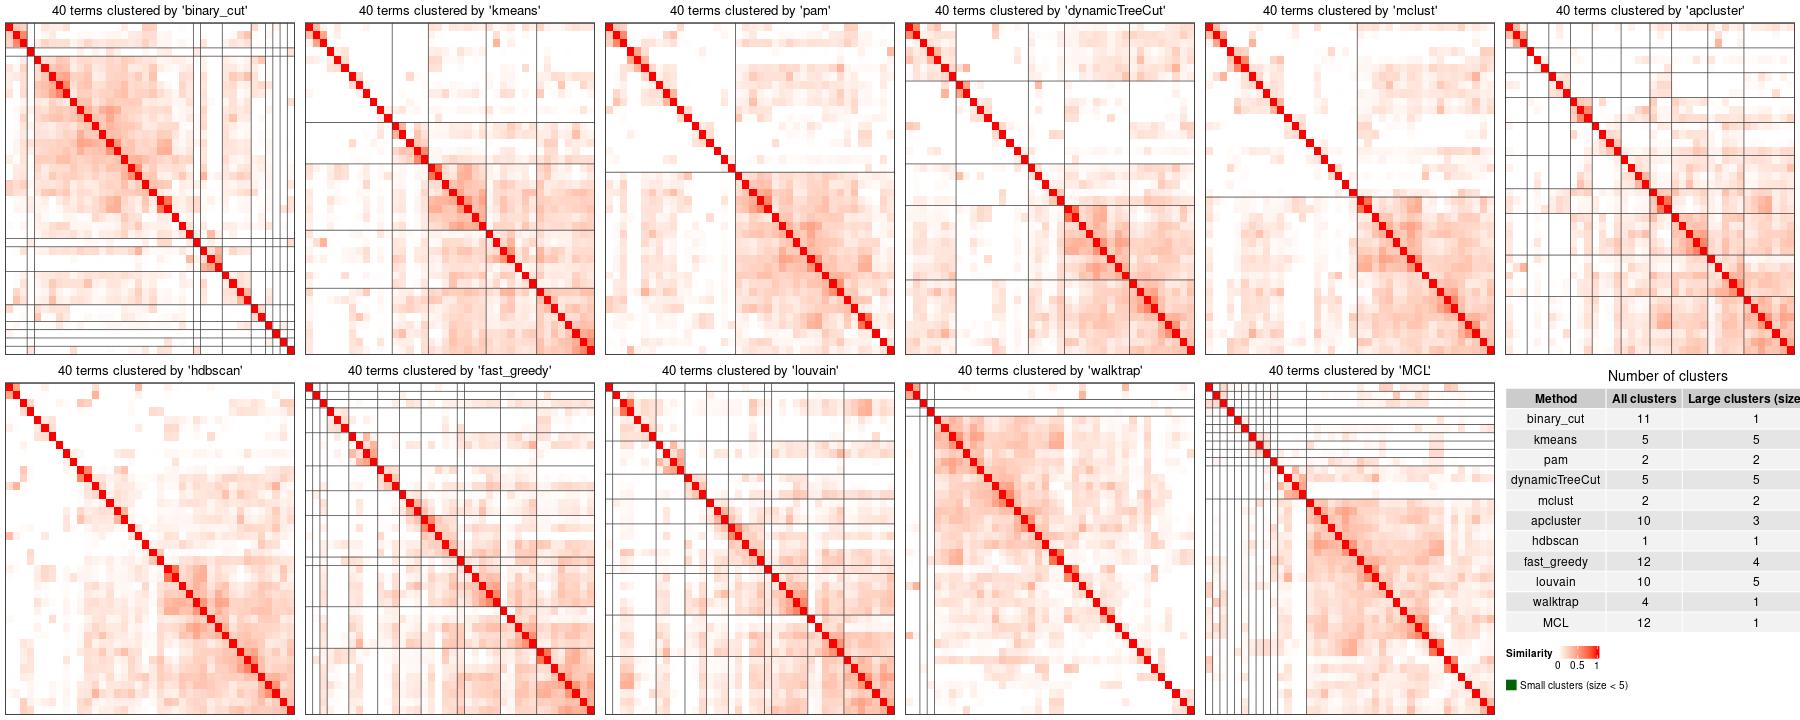 40 terms clustered by 'binary_cut'
40 terms clustered by 'kmeans'
40 terms clustered by 'pam'
40 terms clustered by 'dynamicTreeCut'
40 terms clustered by 'mclust'
40 terms clustered by 'apcluster'
40 terms clustered by 'hdbscan'
40 terms clustered by 'fast_greedy'
40 terms clustered by 'louvain'
40 terms clustered by 'walktrap'
40 terms clustered by 'MCL'
Number of clusters
Method All clusters Large clusters (size
binary_cut 11 1
kmeans 5 5
pam 2 2
dynamicTreeCut 5 5
mclust 2 2
apcluster 10 3
hdbscan 1 1
fast_greedy 12 4
louvain 10 5
walktrap 4 1
MCL 12 1
Similarity
0 0.5 1
Small clusters (size < 5)